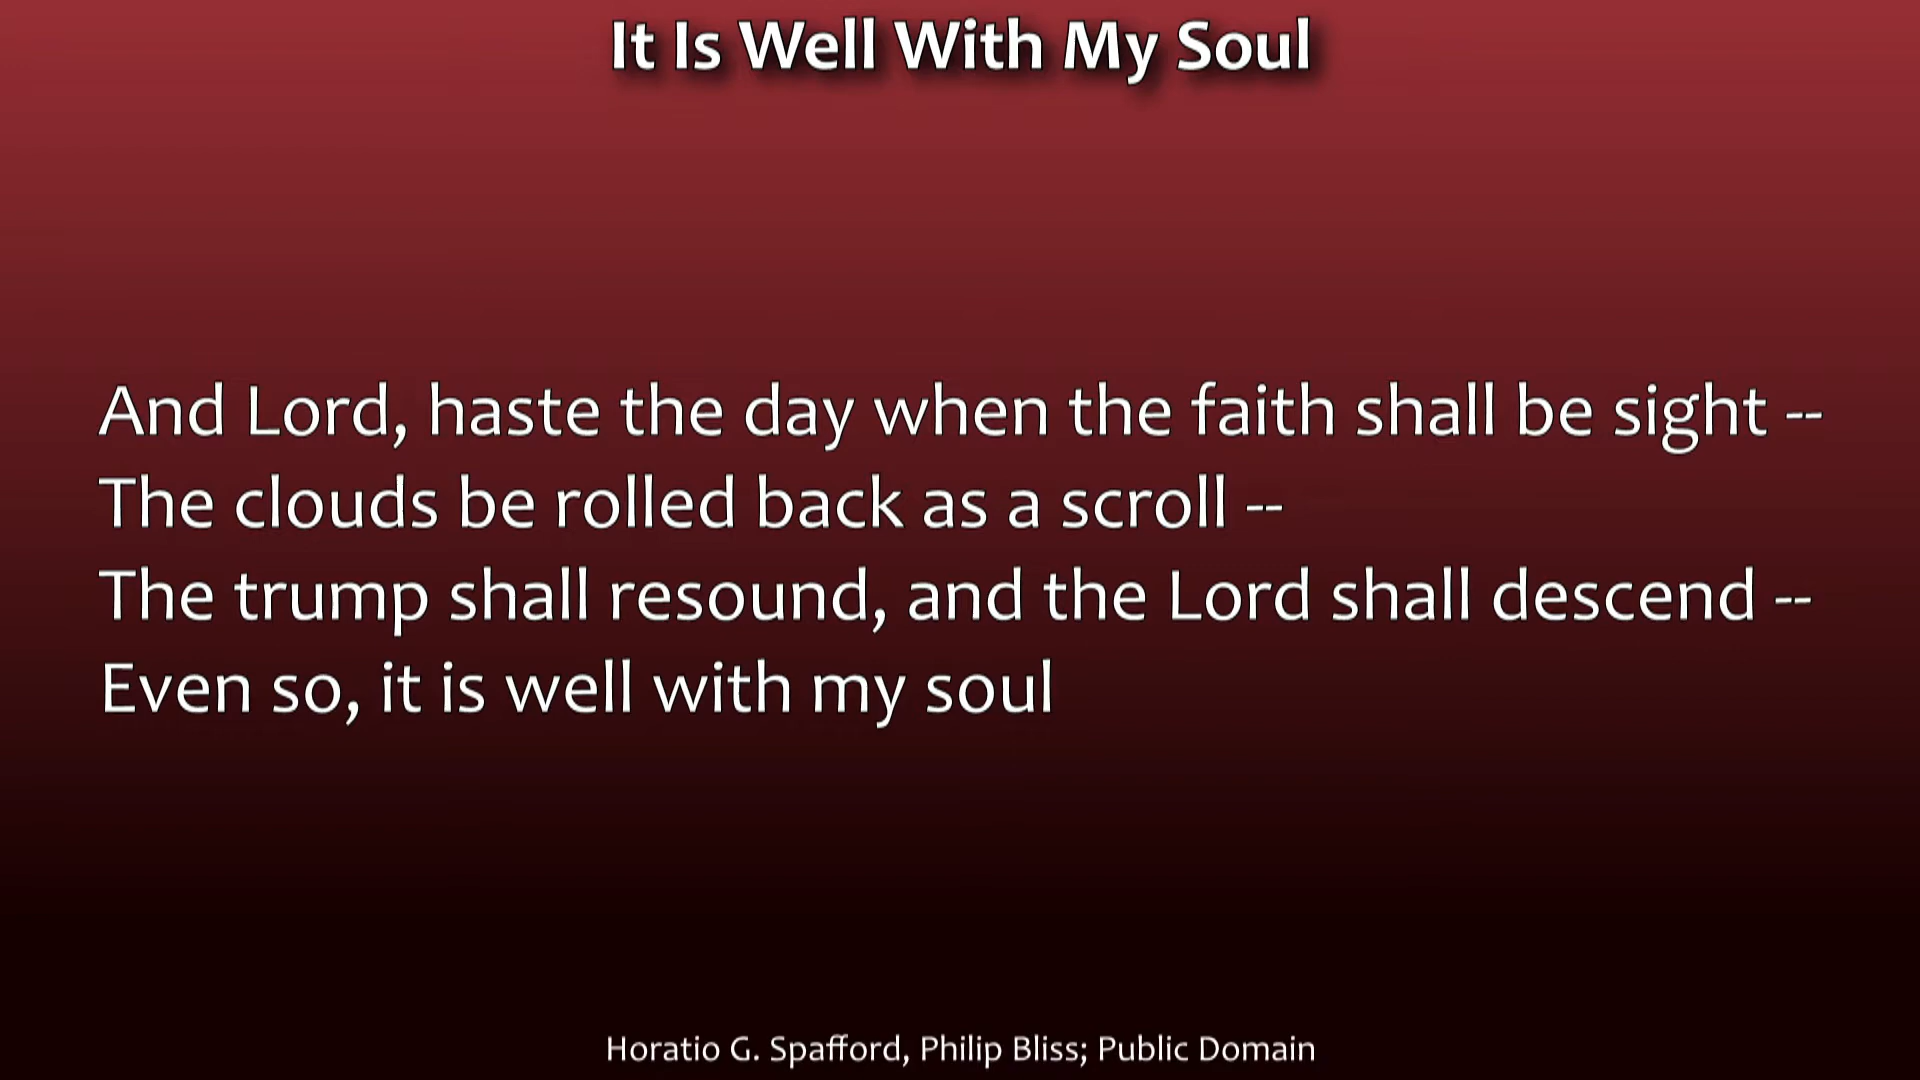 It Is Well With My Soul
And Lord, haste the day when the faith shall be sight --
The clouds be rolled back as a scroll --
The trump shall resound, and the Lord shall descend --
Even so, it is well with my soul
Horatio G. Spafford, Philip Bliss; Public Domain